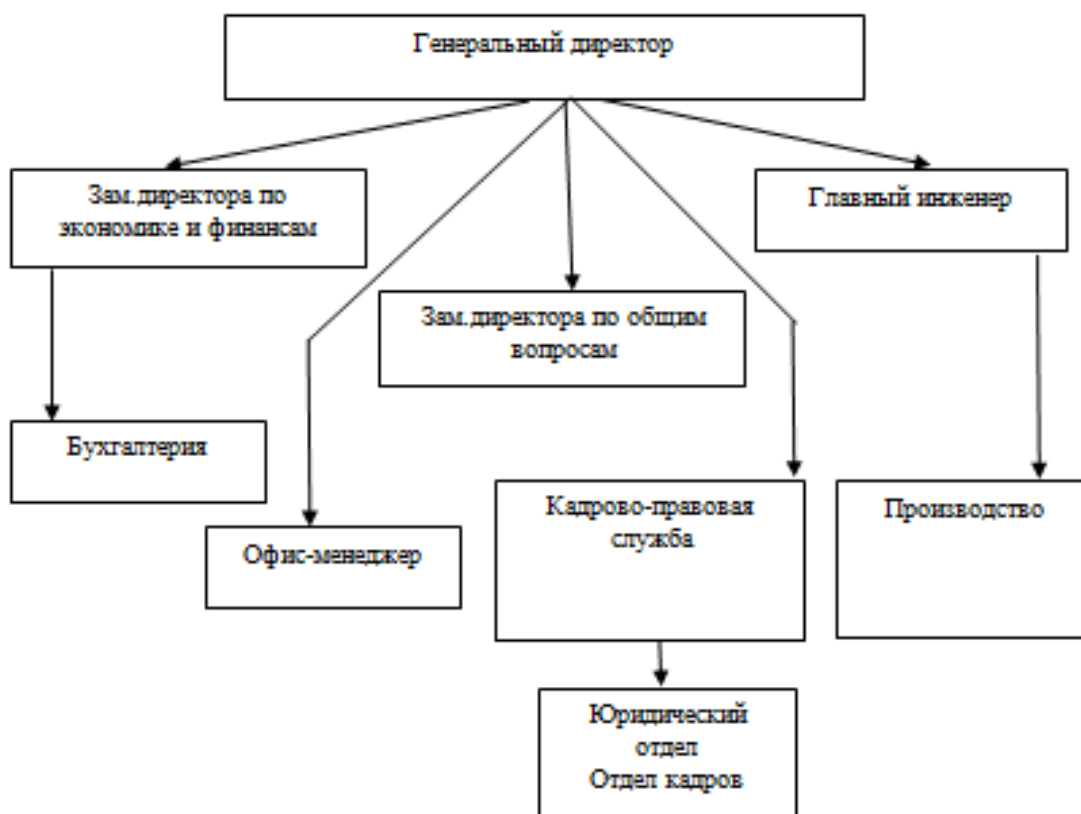 Генеральный директор
Зам.директора по
экономике и финансам
Главный инженер
Зам.директора по общим
вопросам
Бухгалтерия
Кадрово-правовая
служба
Производство
Офис-менеджер
Юридический
отдел
Отдел кадров